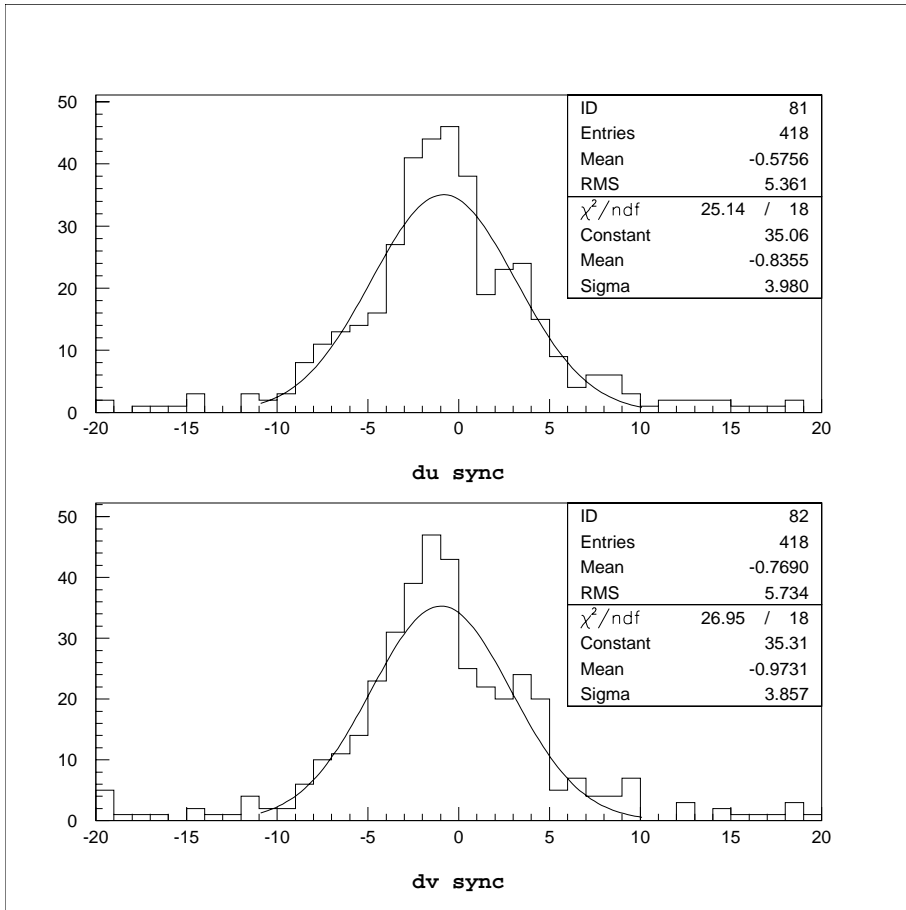 50
40
30
20
10
0
-20 -15 -10 -5 0 5 10 15 20
du sync
ID 81
Entries 418
Mean -0.5756
RMS 5.361
χ²/ndf 25.14 / 18
Constant 35.06
Mean -0.8355
Sigma 3.980
50
40
30
20
10
0
-20 -15 -10 -5 0 5 10 15 20
dv sync
ID 82
Entries 418
Mean -0.7690
RMS 5.734
χ²/ndf 26.95 / 18
Constant 35.31
Mean -0.9731
Sigma 3.857